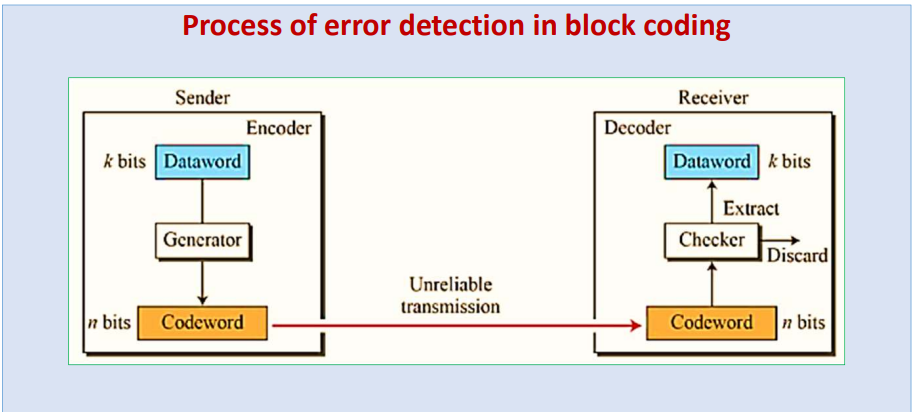 Process of error detection in block coding
Sender
Encoder
k bits
Dataword
Generator
n bits
Codeword
Unreliable
transmission
Receiver
Decoder
Dataword
k bits
Extract
Checker
Discard
Codeword
n bits